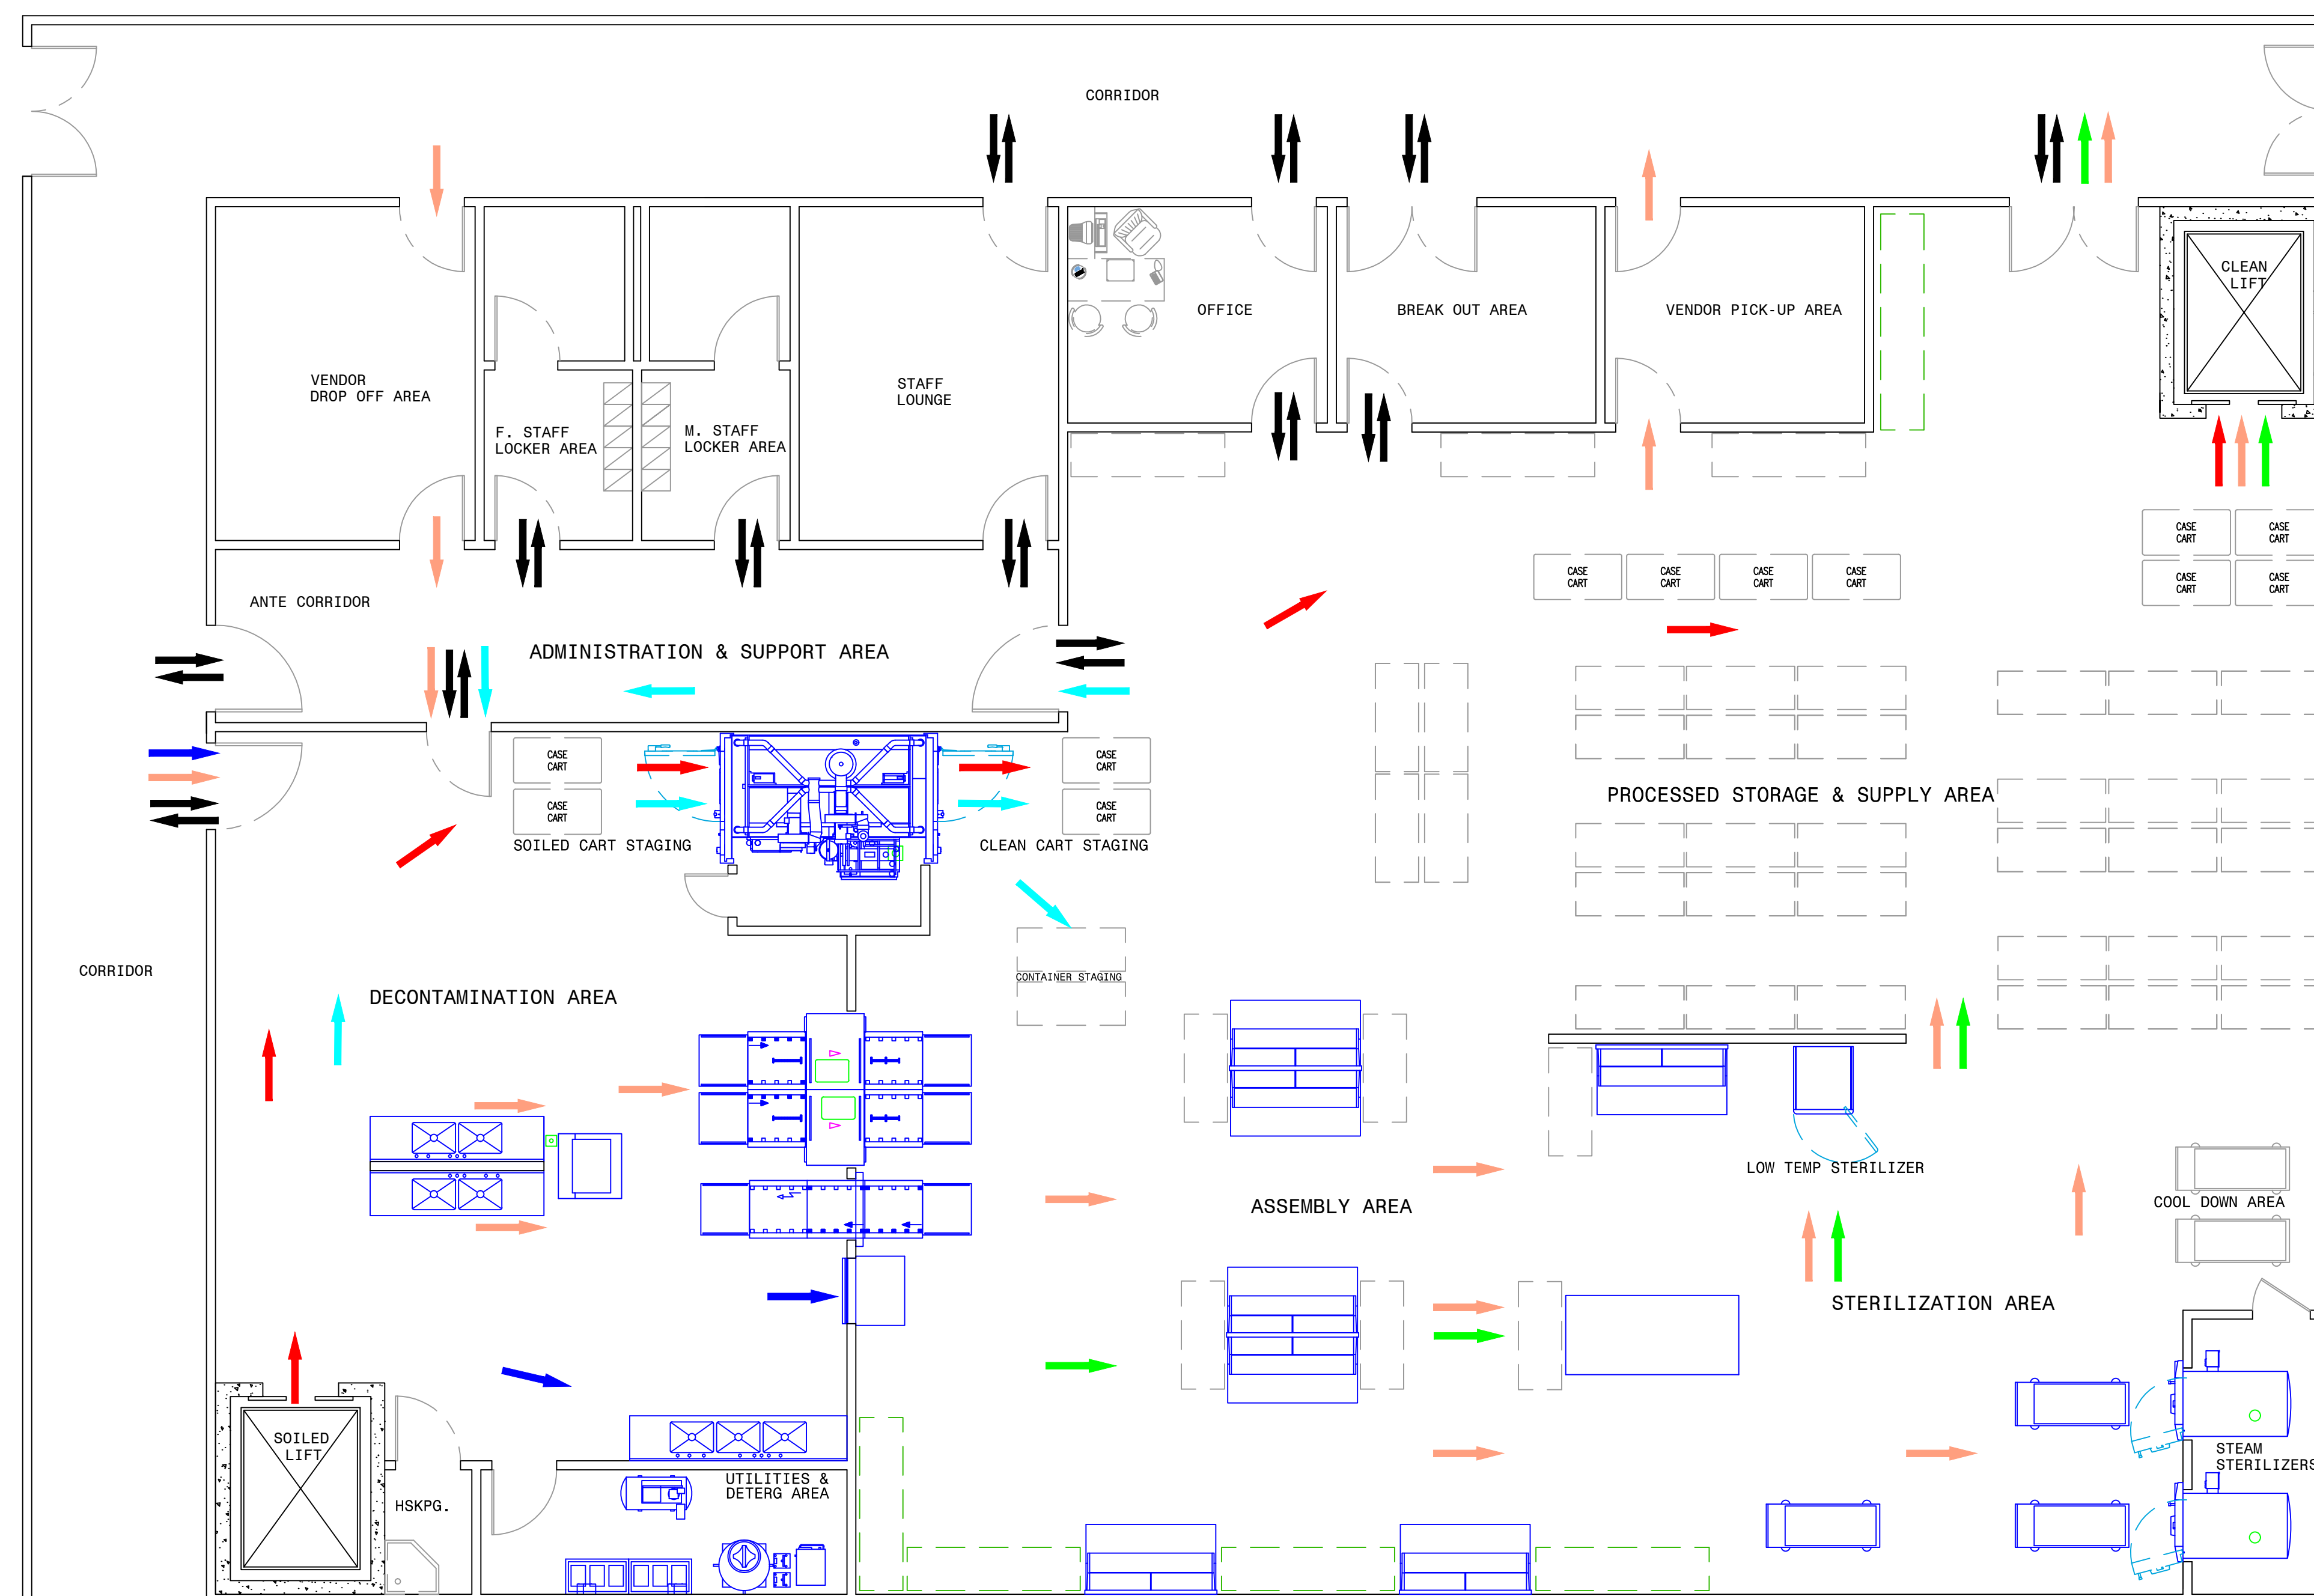 CORRIDOR
CLEAN
LIFT
OFFICE
BREAK OUT AREA
VENDOR PICK-UP AREA
VENDOR
DROP OFF AREA
STAFF
LOUNGE
F. STAFF
LOCKER AREA
M. STAFF
LOCKER AREA
CASE
CART
CASE
CART
CASE
CART
CASE
CART
CASE
CART
CASE
CART
CASE
CART
CASE
CART
ANTE CORRIDOR
ADMINISTRATION & SUPPORT AREA
CASE
CART
CASE
CART
SOILED CART STAGING
CASE
CART
CASE
CART
CLEAN CART STAGING
PROCESSED STORAGE & SUPPLY AREA
CORRIDOR
CONTAINER STAGING
DECONTAMINATION AREA
LOW TEMP STERILIZER
COOL DOWN AREA
ASSEMBLY AREA
STERILIZATION AREA
SOILED
LIFT
STEAM
STERILIZERS
UTILITIES &
DETERG AREA
HSKPG.